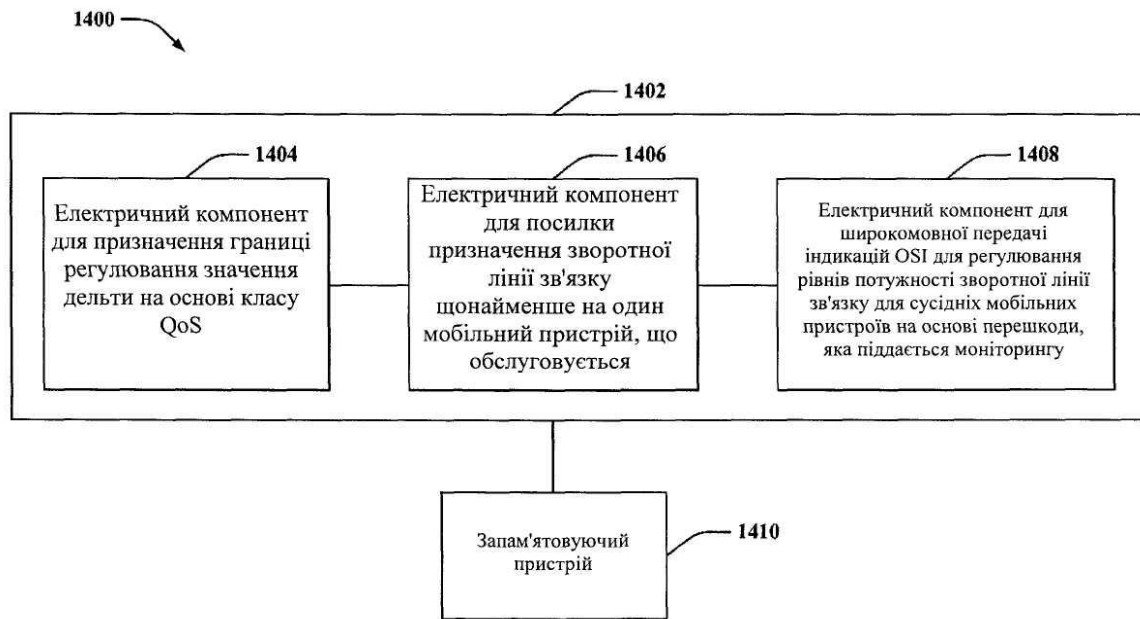 1400
1402
1404
1406
1408
Електричний компонент
для призначення границі
регулювання значення
дельти на основі класу
QoS
Електричний компонент
для посилки
призначення зворотної
лінії зв'язку
щонайменше на один
мобільний пристрій, що
обслуговується
Електричний компонент для
широкомовної передачі
індикацій OSI для регулювання
рівнів потужності зворотної лінії
зв'язку для сусідніх мобільних
пристроїв на основі перешкоди,
яка піддається моніторингу
1410
Запам'ятовуючий
пристрій